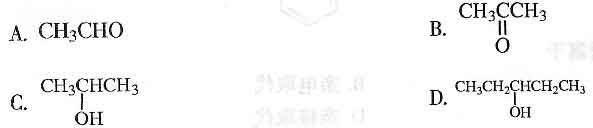 A. CH₃CHO
B. CH₃CCH₃
O
C. CH₃CHCH₃
OH
D. CH₃CH₂CHCH₂CH₃
OH